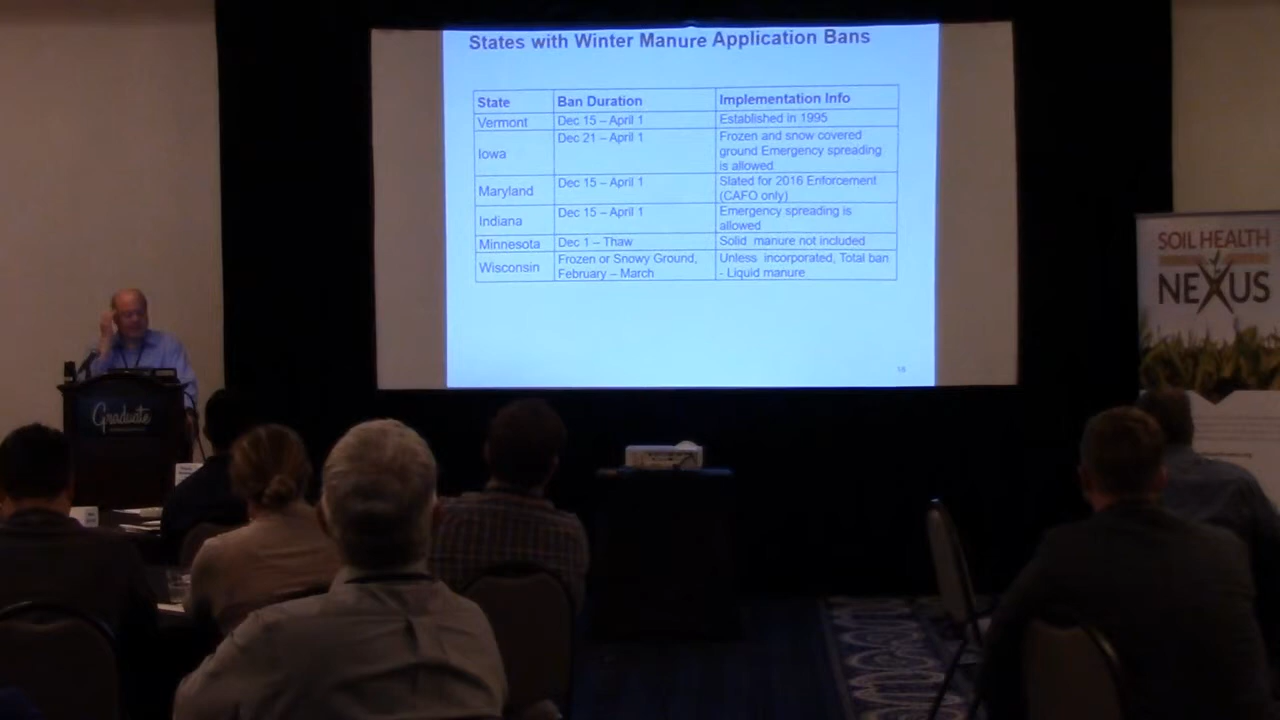 States with Winter Manure Application Bans
State Ban Duration Implementation Info
Vermont Dec 15 – April 1 Established in 1995
Iowa Dec 21 – April 1 Frozen and snow covered
ground Emergency spreading
is allowed
Maryland Dec 15 – April 1 Slated for 2016 Enforcement
(CAFO only)
Indiana Dec 15 – April 1 Emergency spreading is
allowed
Minnesota Dec 1 – Thaw Solid manure not included
Wisconsin Frozen or Snowy Ground, Unless incorporated, Total ban
February – March - Liquid manure
SOIL HEALTH
NEXUS
Graduate